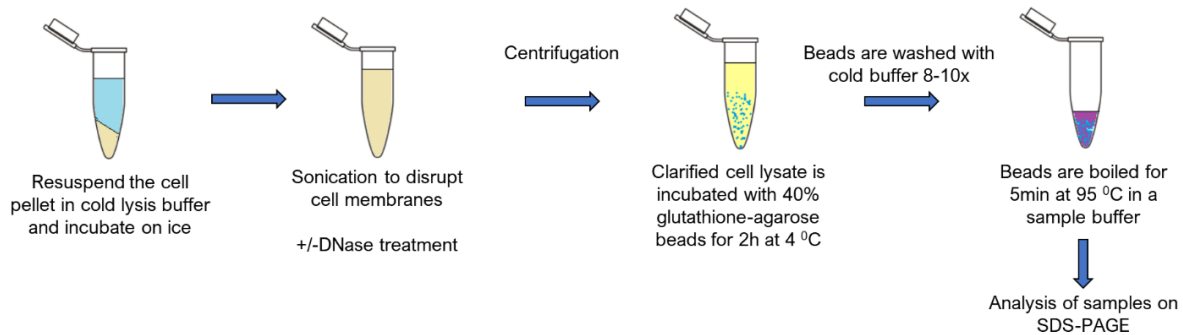 Resuspend the cell
pellet in cold lysis buffer
and incubate on ice
Sonication to disrupt
cell membranes
+/-DNase treatment
Centrifugation
Clarified cell lysate is
incubated with 40%
glutathione-agarose
beads for 2h at 4 ⁰C
Beads are washed with
cold buffer 8-10x
Beads are boiled for
5min at 95 ⁰C in a
sample buffer
Analysis of samples on
SDS-PAGE